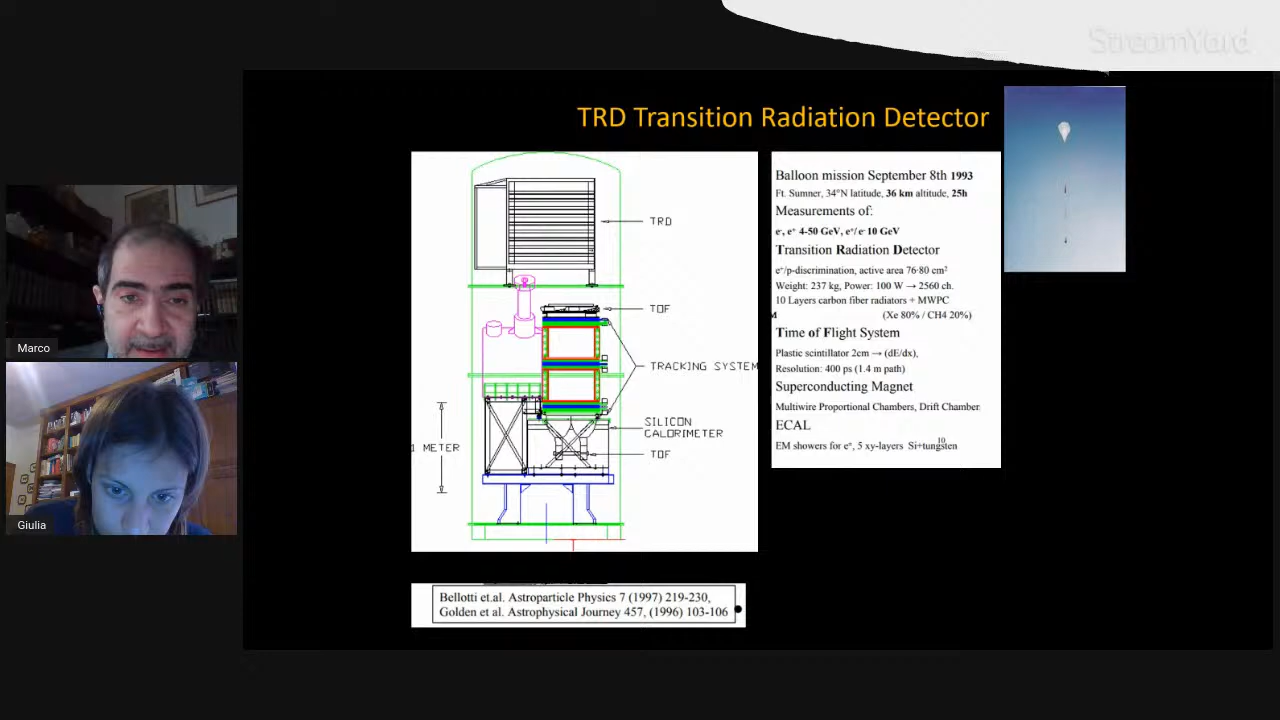 StreamYard
TRD Transition Radiation Detector
TRD
TOF
TRACKING SYSTEM
SILICON
CALORIMETER
TOF
1 METER
Balloon mission September 8th 1993
Ft. Sumner, 34°N latitude, 36 km altitude, 25h
Measurements of:
e-, e+ 4-50 GeV, e+/ e- 10 GeV
Transition Radiation Detector
e+/p-discrimination, active area 76·80 cm2
Weight: 237 kg, Power: 100 W → 2560 ch.
10 Layers carbon fiber radiators + MWPC
M (Xe 80% / CH4 20%)
Time of Flight System
Plastic scintillator 2cm → (dE/dx),
Resolution: 400 ps (1.4 m path)
Superconducting Magnet
Multiwire Proportional Chambers, Drift Chamber
ECAL
10
EM showers for e+, 5 xy-layers Si+tungsten
Marco
Giulia
Bellotti et.al. Astroparticle Physics 7 (1997) 219-230,
Golden et al. Astrophysical Journey 457, (1996) 103-106